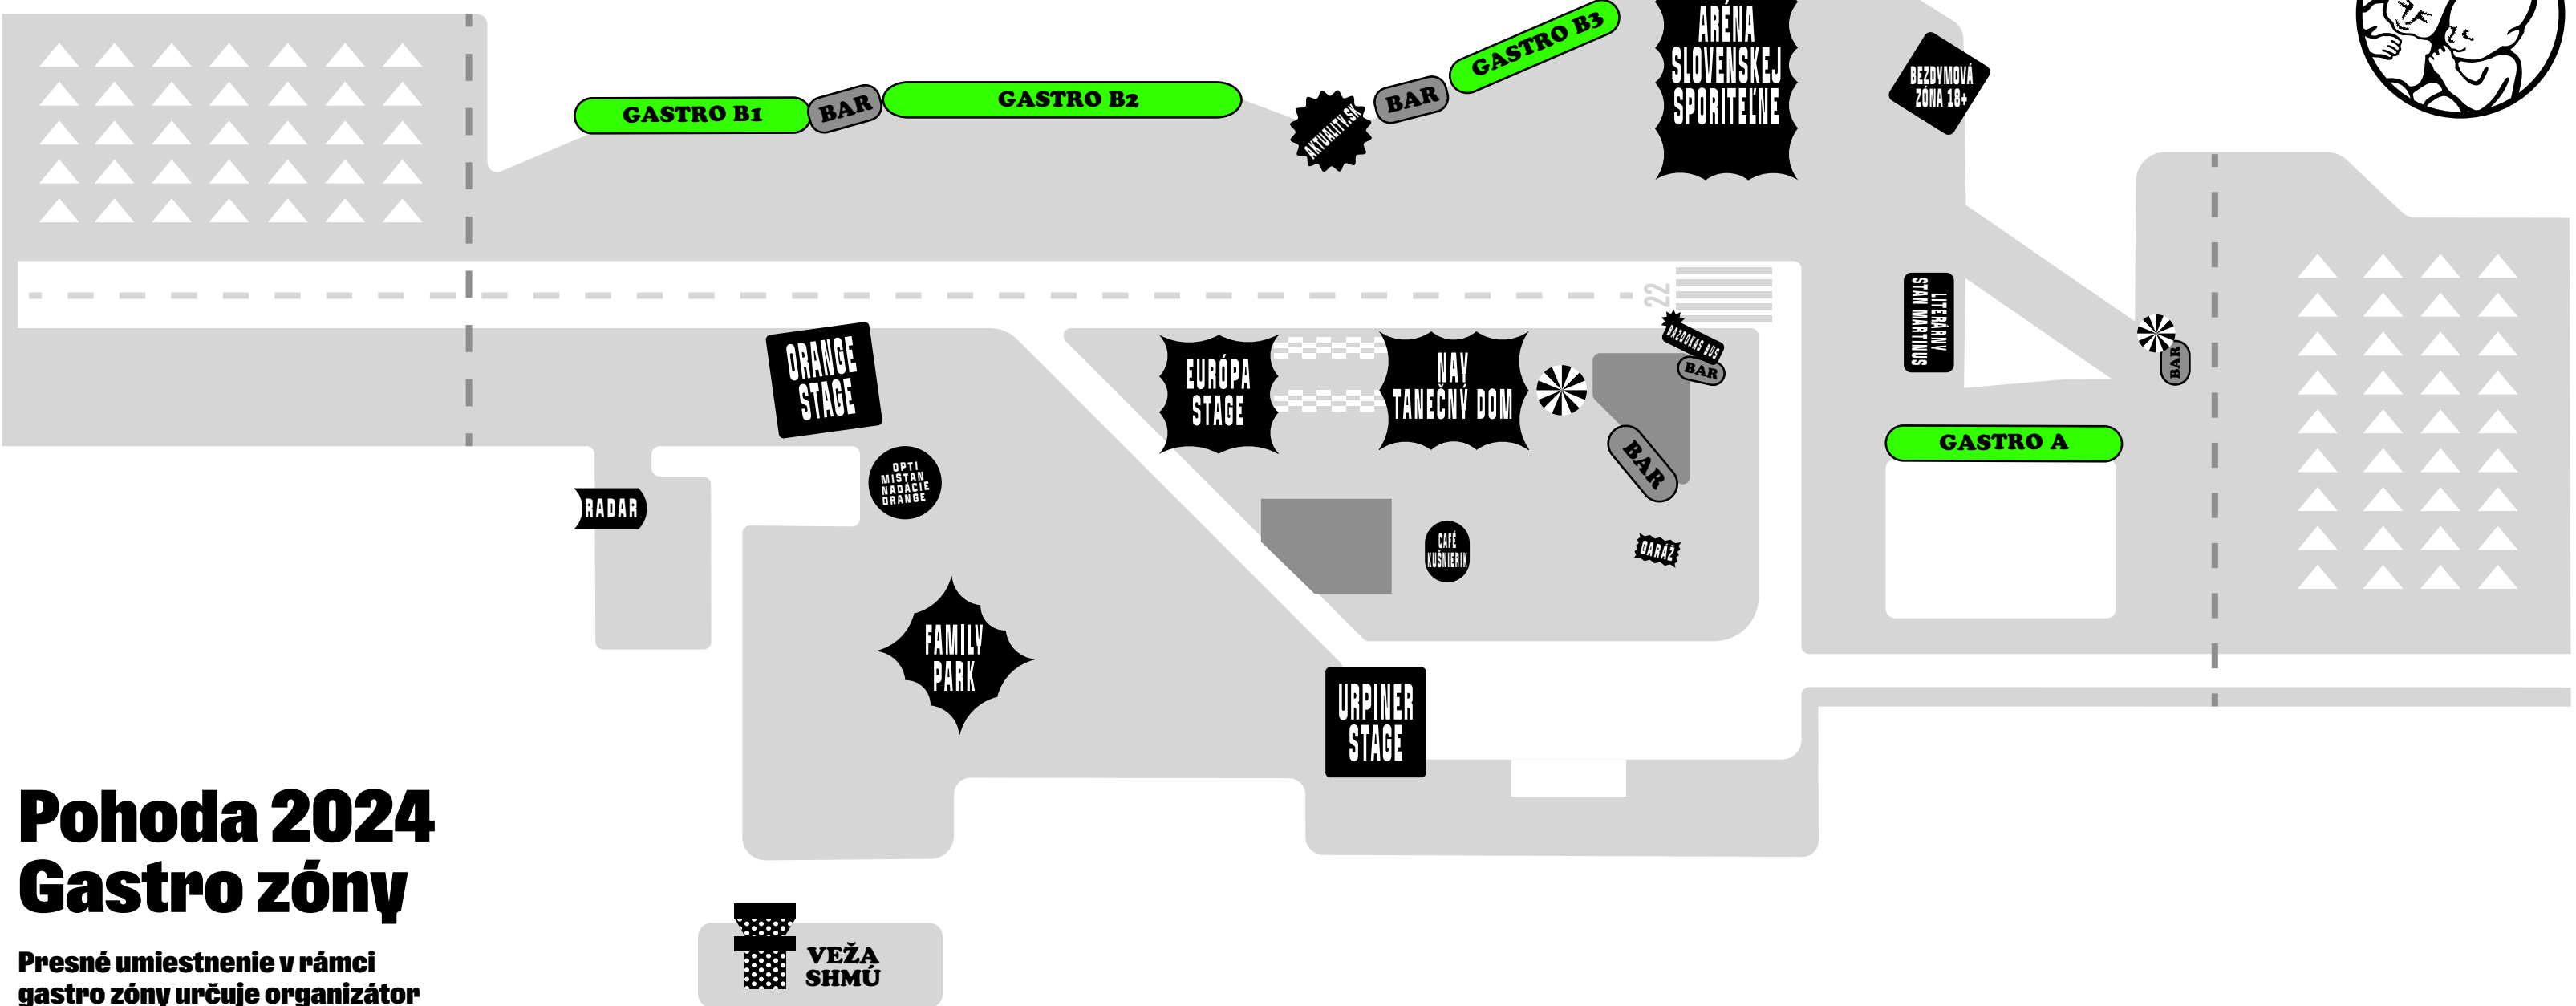 GASTRO B3
ARÉNA
SLOVENSKEJ
SPORITEĽNE
BEZDYMOVÁ
ZÓNA 18+
GASTRO B1
BAR
GASTRO B2
AKTUALITY.SK
BAR
22
LITERÁRNY
STAN MARTINUS
ORANGE
STAGE
EURÓPA
STAGE
NAY
TANEČNÝ DOM
BAZOOKAS BUS
BAR
BAR
GASTRO A
BAR
OPTI
MISTAN
NADÁCIE
ORANGE
RADAR
CAFÉ
KUŠNIERIK
GARÁŽ
FAMILY
PARK
URPINER
STAGE
Pohoda 2024
Gastro zóny
Presné umiestnenie v rámci
gastro zóny určuje organizátor
VEŽA
SHMÚ